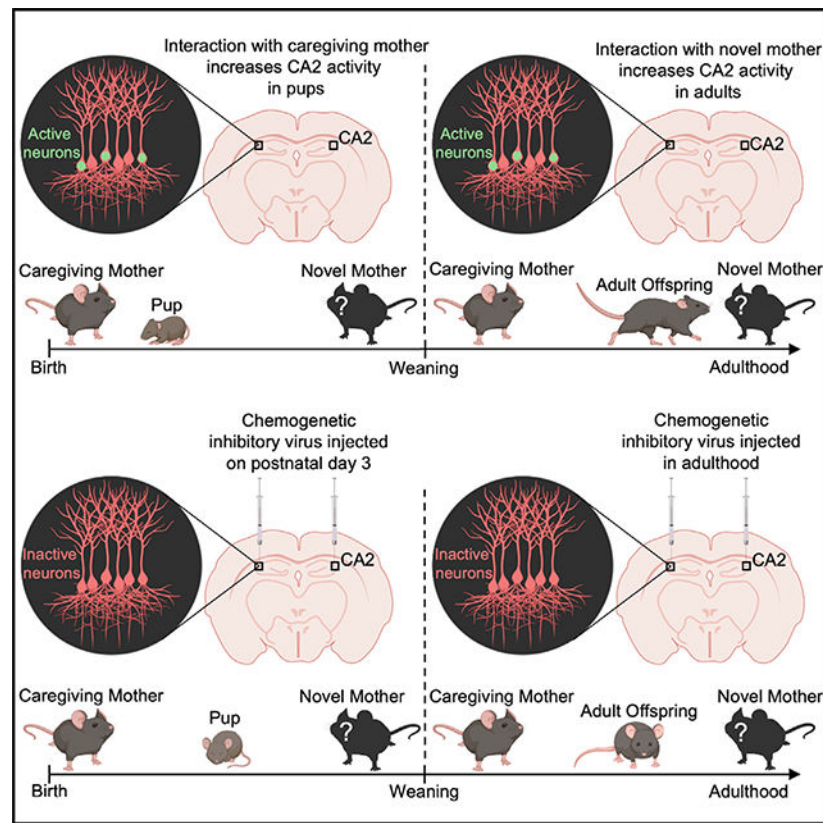 Interaction with caregiving mother
increases CA2 activity
in pups
Active
neurons
CA2
Caregiving Mother
Pup
Novel Mother
?
Interaction with novel mother
increases CA2 activity
in adults
Active
neurons
CA2
Caregiving Mother
Adult Offspring
Novel Mother
?
Birth
Weaning
Adulthood
Chemogenetic
inhibitory virus injected
on postnatal day 3
Inactive
neurons
CA2
Caregiving Mother
Pup
Novel Mother
?
Chemogenetic
inhibitory virus injected
in adulthood
Inactive
neurons
CA2
Caregiving Mother
Adult Offspring
Novel Mother
?
Birth
Weaning
Adulthood